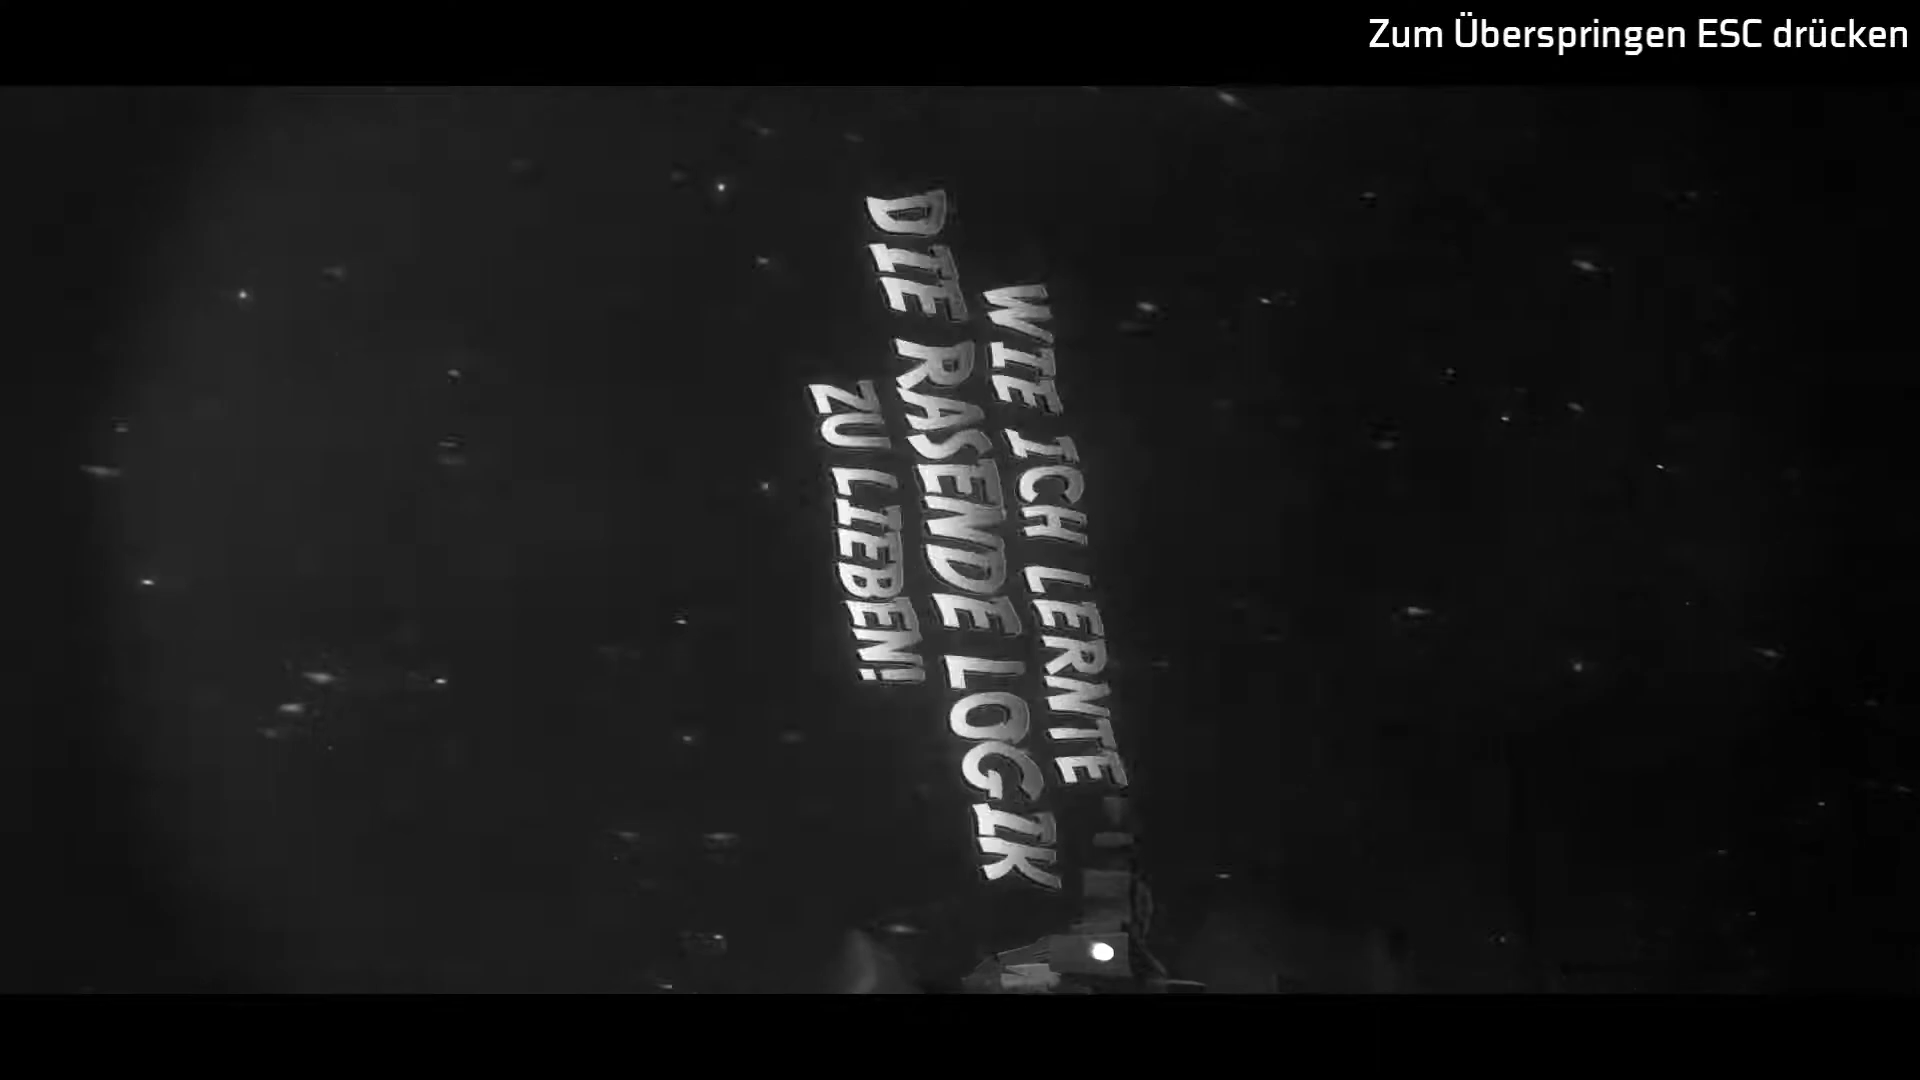 Zum Überspringen ESC drücken
WIE ICH LERNTE
DIE RASENDE LOGIK
ZU LIEBEN!